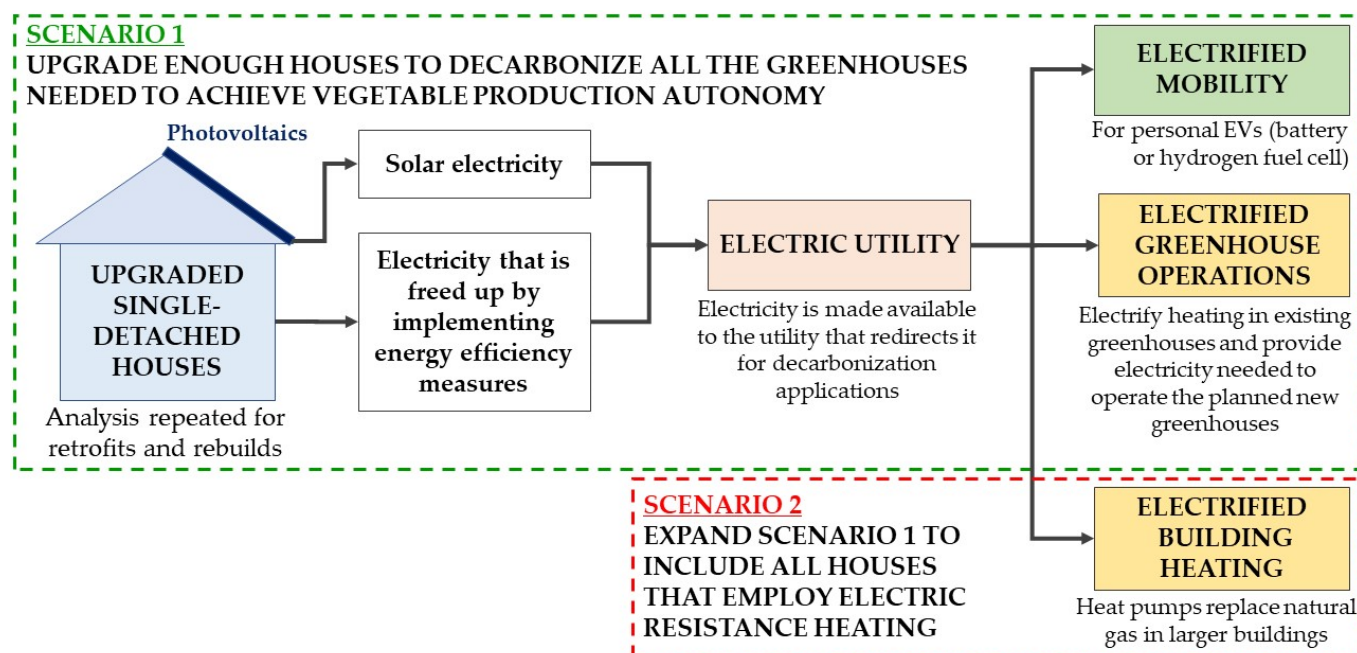 SCENARIO 1
UPGRADE ENOUGH HOUSES TO DECARBONIZE ALL THE GREENHOUSES
NEEDED TO ACHIEVE VEGETABLE PRODUCTION AUTONOMY
Photovoltaics
UPGRADED
SINGLE-
DETACHED
HOUSES
Analysis repeated for
retrofits and rebuilds
Solar electricity
Electricity that is
freed up by
implementing
energy efficiency
measures
ELECTRIC UTILITY
Electricity is made available
to the utility that redirects it
for decarbonization
applications
ELECTRIFIED
MOBILITY
For personal EVs (battery
or hydrogen fuel cell)
ELECTRIFIED
GREENHOUSE
OPERATIONS
Electrify heating in existing
greenhouses and provide
electricity needed to
operate the planned new
greenhouses
SCENARIO 2
EXPAND SCENARIO 1 TO
INCLUDE ALL HOUSES
THAT EMPLOY ELECTRIC
RESISTANCE HEATING
ELECTRIFIED
BUILDING
HEATING
Heat pumps replace natural
gas in larger buildings